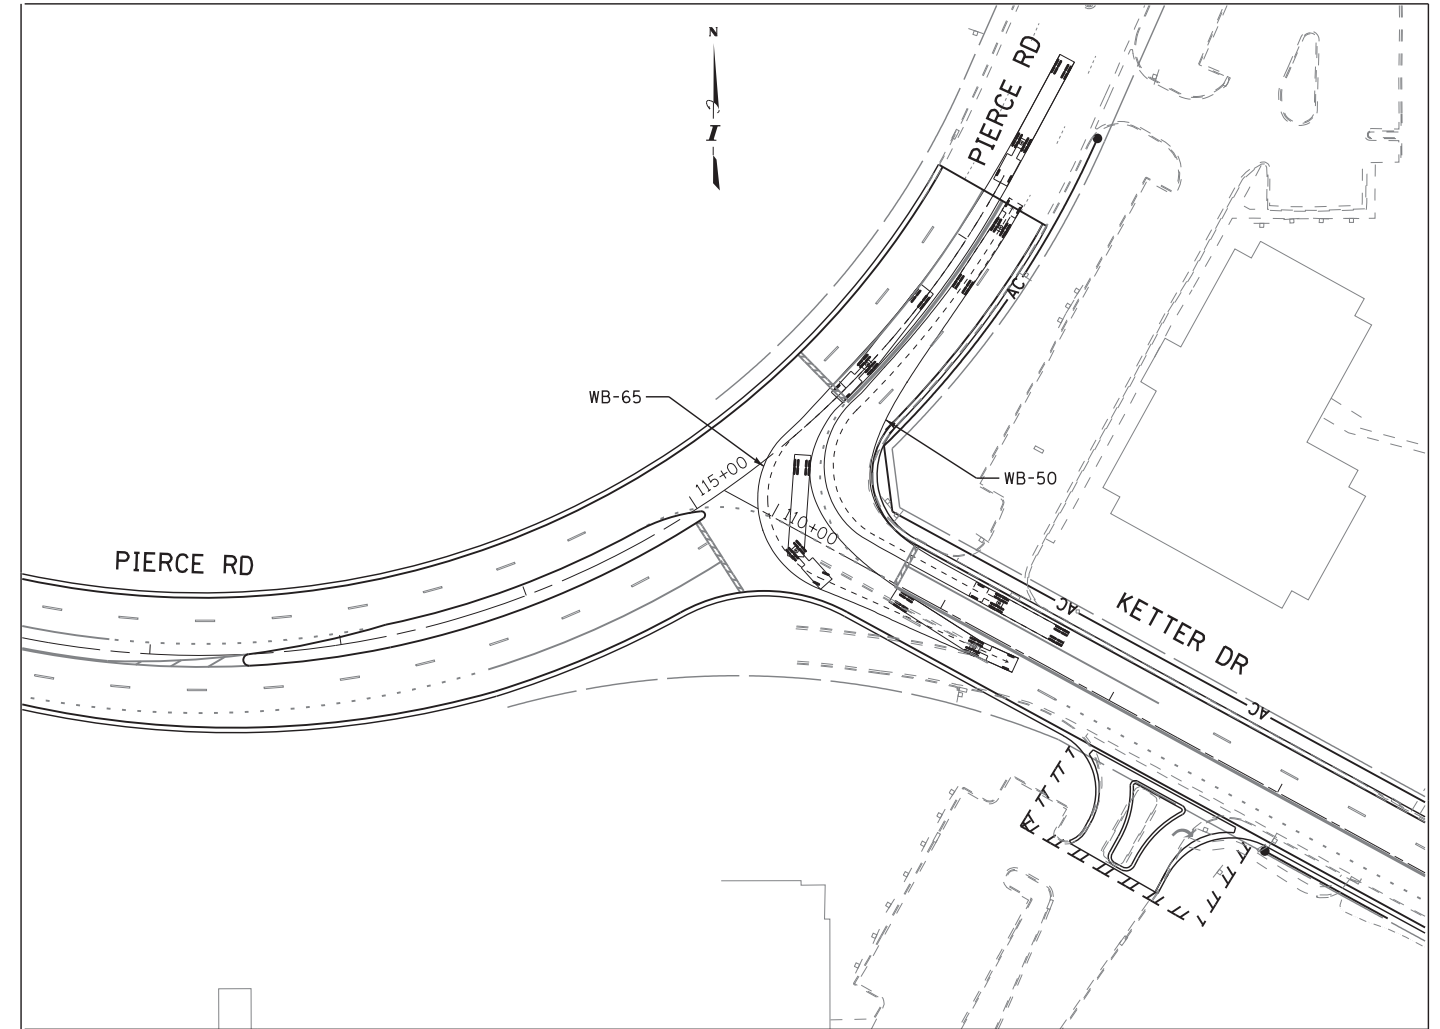 N
PIERCE RD
AC
WB-65
WB-50
115+00
110+00
PIERCE RD
AC
KETTER DR
AC